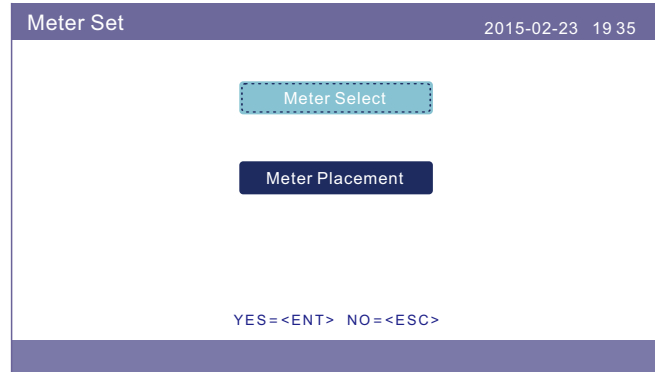 Meter Set
2015-02-23 19 35
Meter Select
Meter Placement
YES=<ENT> NO=<ESC>